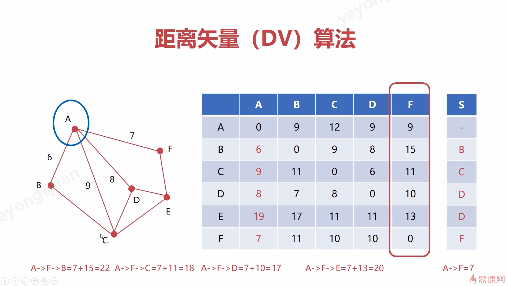 距离矢量（DV）算法
A
7
F
6
8
9
B
D
E
C
A B C D F S
A 0 9 12 9 9 -
B 6 0 9 8 15 B
C 9 11 0 6 11 C
D 8 7 8 0 10 D
E 19 17 11 11 13 D
F 7 11 10 10 0 F
A->F->B=7+15=22 A->F->C=7+11=18 A->F->D=7+10=17 A->F->E=7+13=20 A->F=7
慕课网